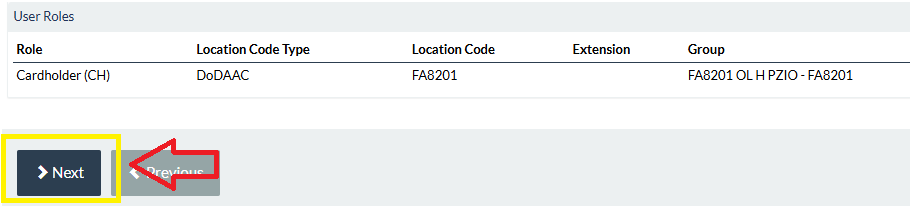 User Roles
Role Location Code Type Location Code Extension Group
Cardholder (CH) DoDAAC FA8201 FA8201 OL H PZIO - FA8201
Next Previous